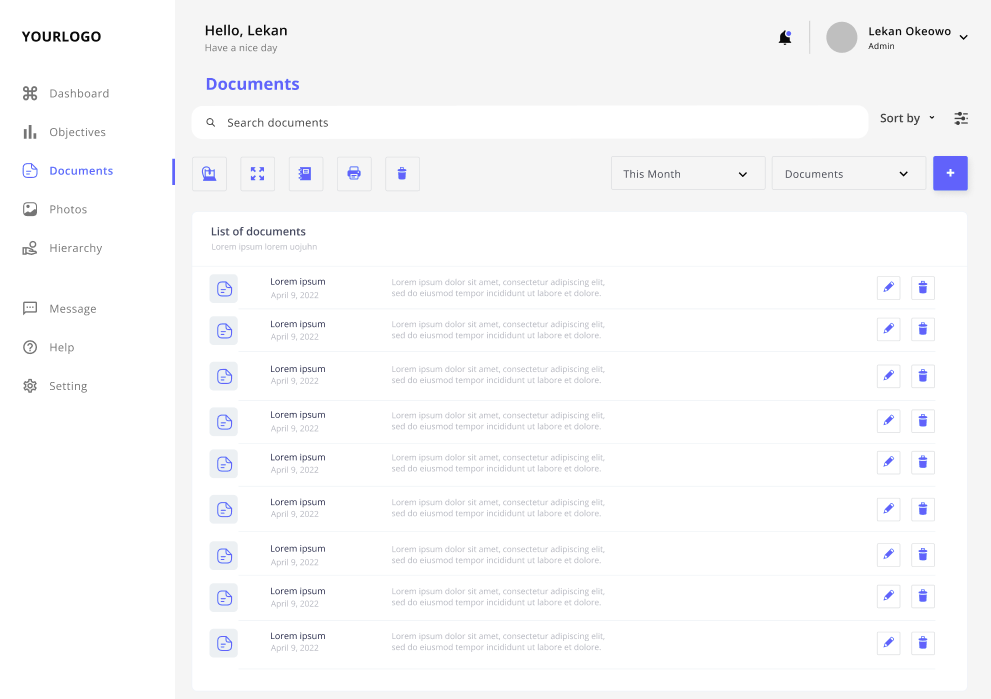 YOURLOGO
Dashboard
Objectives
Documents
Photos
Hierarchy
Message
Help
Setting
Hello, Lekan
Have a nice day
Lekan Okeowo
Admin
Documents
Search documents
Sort by
This Month
Documents
+
List of documents
Lorem ipsum lorem uojuhn
Lorem ipsum
April 9, 2022
Lorem ipsum dolor sit amet, consectetur adipiscing elit,
sed do eiusmod tempor incididunt ut labore et dolore.
Lorem ipsum
April 9, 2022
Lorem ipsum dolor sit amet, consectetur adipiscing elit,
sed do eiusmod tempor incididunt ut labore et dolore.
Lorem ipsum
April 9, 2022
Lorem ipsum dolor sit amet, consectetur adipiscing elit,
sed do eiusmod tempor incididunt ut labore et dolore.
Lorem ipsum
April 9, 2022
Lorem ipsum dolor sit amet, consectetur adipiscing elit,
sed do eiusmod tempor incididunt ut labore et dolore.
Lorem ipsum
April 9, 2022
Lorem ipsum dolor sit amet, consectetur adipiscing elit,
sed do eiusmod tempor incididunt ut labore et dolore.
Lorem ipsum
April 9, 2022
Lorem ipsum dolor sit amet, consectetur adipiscing elit,
sed do eiusmod tempor incididunt ut labore et dolore.
Lorem ipsum
April 9, 2022
Lorem ipsum dolor sit amet, consectetur adipiscing elit,
sed do eiusmod tempor incididunt ut labore et dolore.
Lorem ipsum
April 9, 2022
Lorem ipsum dolor sit amet, consectetur adipiscing elit,
sed do eiusmod tempor incididunt ut labore et dolore.
Lorem ipsum
April 9, 2022
Lorem ipsum dolor sit amet, consectetur adipiscing elit,
sed do eiusmod tempor incididunt ut labore et dolore.